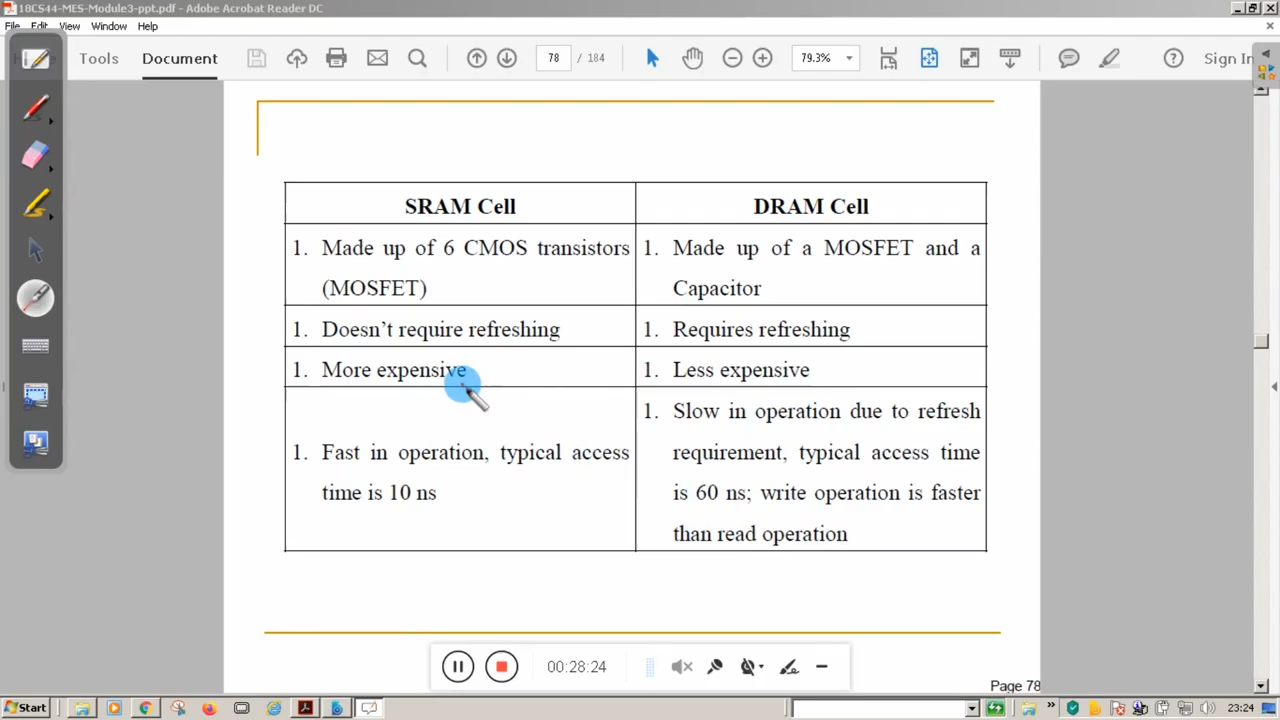 18CS44-MES-Module3-ppt.pdf - Adobe Acrobat Reader DC
File Edit View Window Help
Tools Document 78 / 184 79.3% Sign In
SRAM Cell DRAM Cell
1. Made up of 6 CMOS transistors 1. Made up of a MOSFET and a
(MOSFET) Capacitor
1. Doesn't require refreshing 1. Requires refreshing
1. More expensive 1. Less expensive
1. Slow in operation due to refresh
1. Fast in operation, typical access requirement, typical access time
time is 10 ns is 60 ns; write operation is faster
than read operation
00:28:24
Page 78
Start 23:24